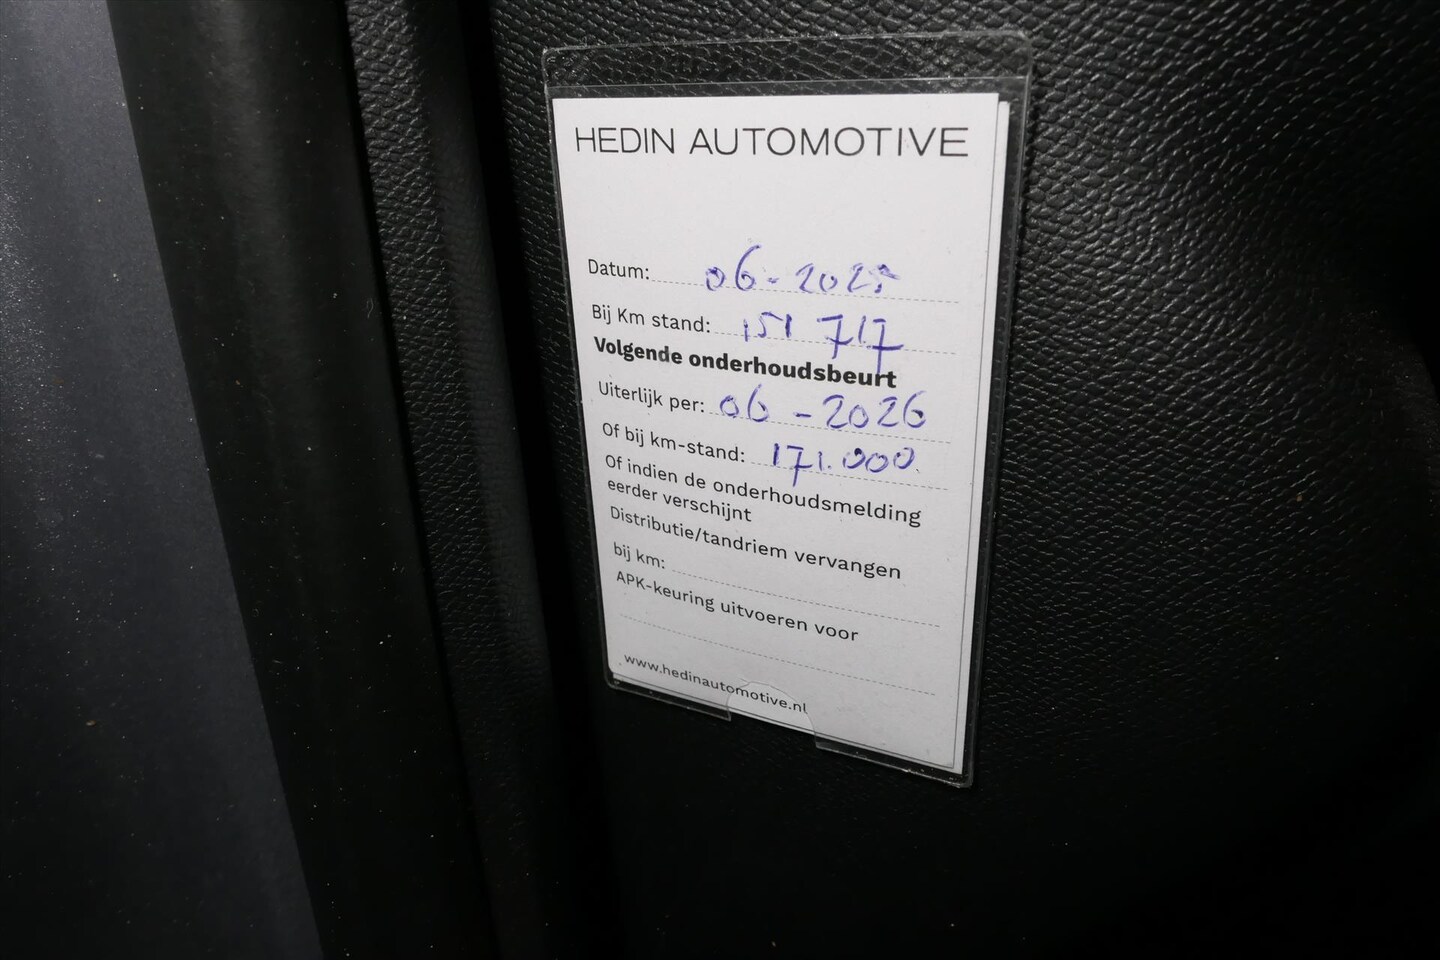 HEDIN AUTOMOTIVE
Datum: 06-2025
Bij Km stand: 151 717
Volgende onderhoudsbeurt
Uiterlijk per: 06-2026
Of bij km-stand: 171.000
Of indien de onderhoudsmelding
eerder verschijnt
Distributie/tandriem vervangen
bij km:
APK-keuring uitvoeren voor
www.hedinautomotive.nl